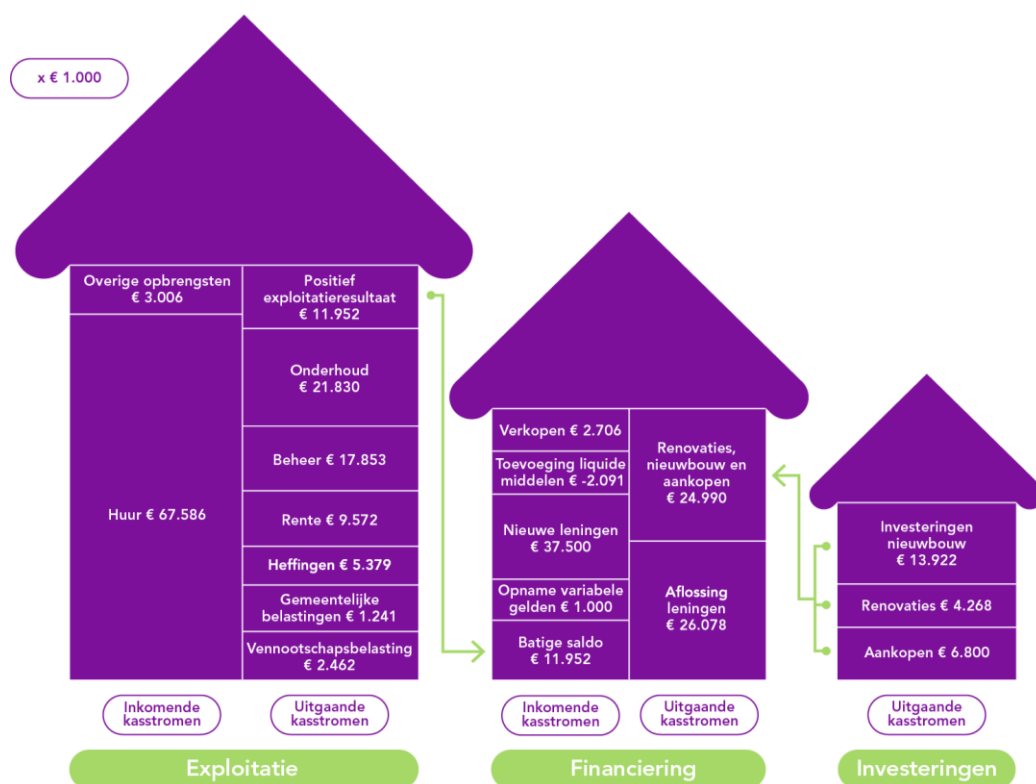 x € 1.000
Overige opbrengsten
€ 3.006
Huur € 67.586
Positief
exploitatieresultaat
€ 11.952
Onderhoud
€ 21.830
Beheer € 17.853
Rente € 9.572
Heffingen € 5.379
Gemeentelijke
belastingen € 1.241
Vennootschapsbelasting
€ 2.462
Inkomende
kasstromen
Uitgaande
kasstromen
Exploitatie
Verkopen € 2.706
Toevoeging liquide
middelen € -2.091
Nieuwe leningen
€ 37.500
Opname variabele
gelden € 1.000
Batige saldo
€ 11.952
Renovaties,
nieuwbouw en
aankopen
€ 24.990
Aflossing
leningen
€ 26.078
Inkomende
kasstromen
Uitgaande
kasstromen
Financiering
Investeringen
nieuwbouw
€ 13.922
Renovaties € 4.268
Aankopen € 6.800
Uitgaande
kasstromen
Investeringen